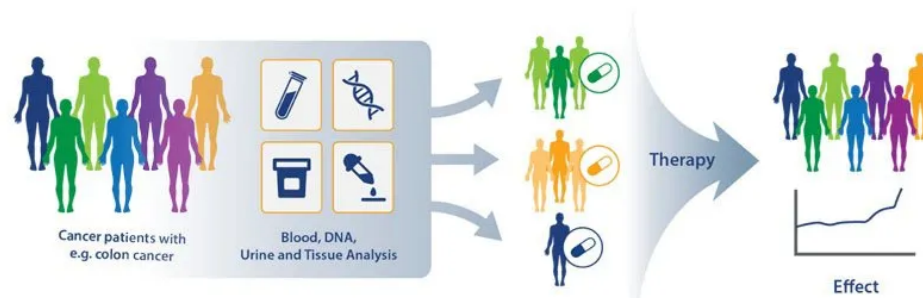 Cancer patients with
e.g. colon cancer
Blood, DNA,
Urine and Tissue Analysis
Therapy
Effect